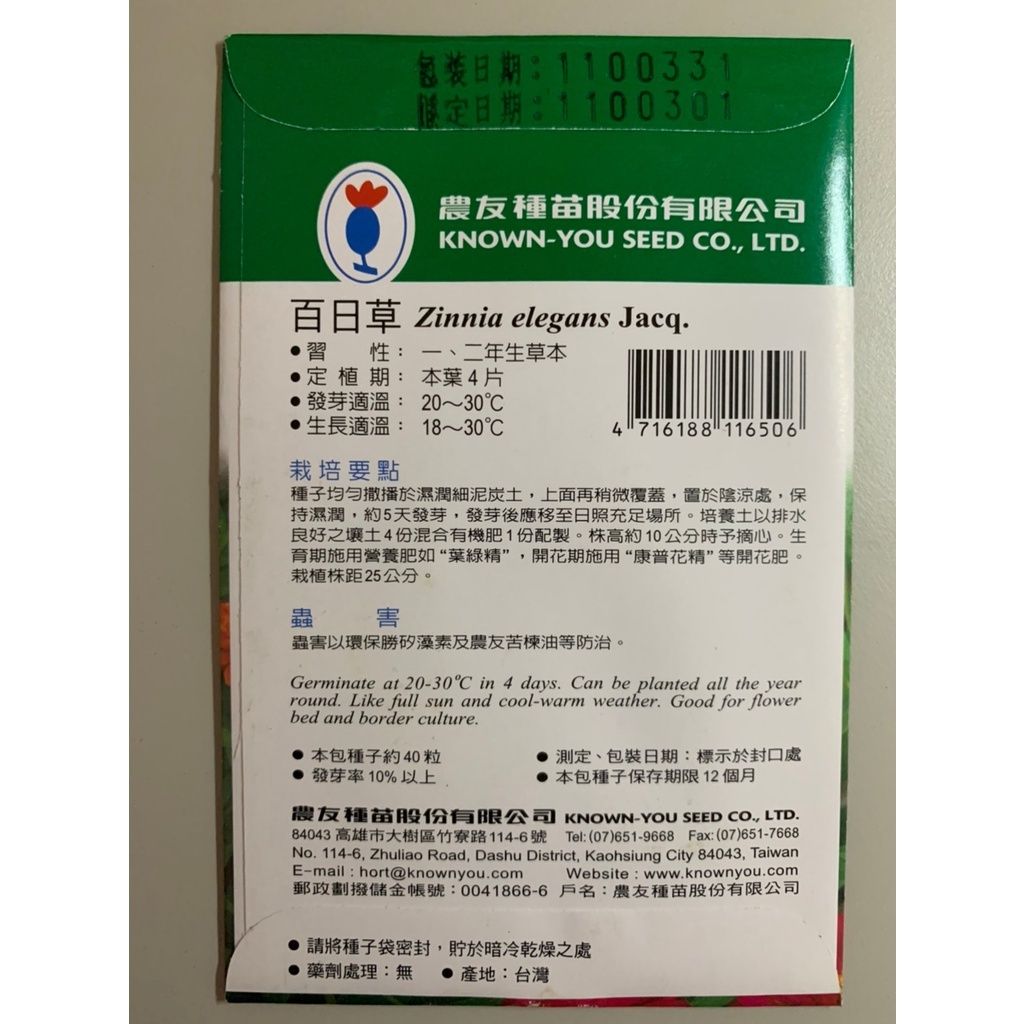 包裝日期：1100331
測定日期：1100301
農友種苗股份有限公司
KNOWN-YOU SEED CO., LTD.
百日草 Zinnia elegans Jacq.
●習　　性： 一、二年生草本
●定 植 期： 本葉4片
●發芽適溫： 20～30℃
●生長適溫： 18～30℃
4 716188 116506
栽培要點
種子均勻撒播於濕潤細泥炭土，上面再稍微覆蓋，置於陰涼處，保
持濕潤，約5天發芽，發芽後應移至日照充足場所。培養土以排水
良好之壤土4份混合有機肥1份配製。株高約10公分時予摘心。生
育期施用營養肥如“葉綠精”，開花期施用“康普花精”等開花肥。
栽植株距25公分。
蟲　　害
蟲害以環保勝矽藻素及農友苦楝油等防治。
Germinate at 20-30℃ in 4 days. Can be planted all the year
round. Like full sun and cool-warm weather. Good for flower
bed and border culture.
●本包種子約40粒　　●測定、包裝日期：標示於封口處
●發芽率10%以上　　●本包種子保存期限12個月
農友種苗股份有限公司 KNOWN-YOU SEED CO., LTD.
84043 高雄市大樹區竹寮路114-6號 Tel:(07)651-9668 Fax:(07)651-7668
No. 114-6, Zhuliao Road, Dashu District, Kaohsiung City 84043, Taiwan
E-mail : hort@knownyou.com Website : www.knownyou.com
郵政劃撥儲金帳號：0041866-6 戶名：農友種苗股份有限公司
●請將種子袋密封，貯於暗冷乾燥之處
●藥劑處理：無　●產地：台灣